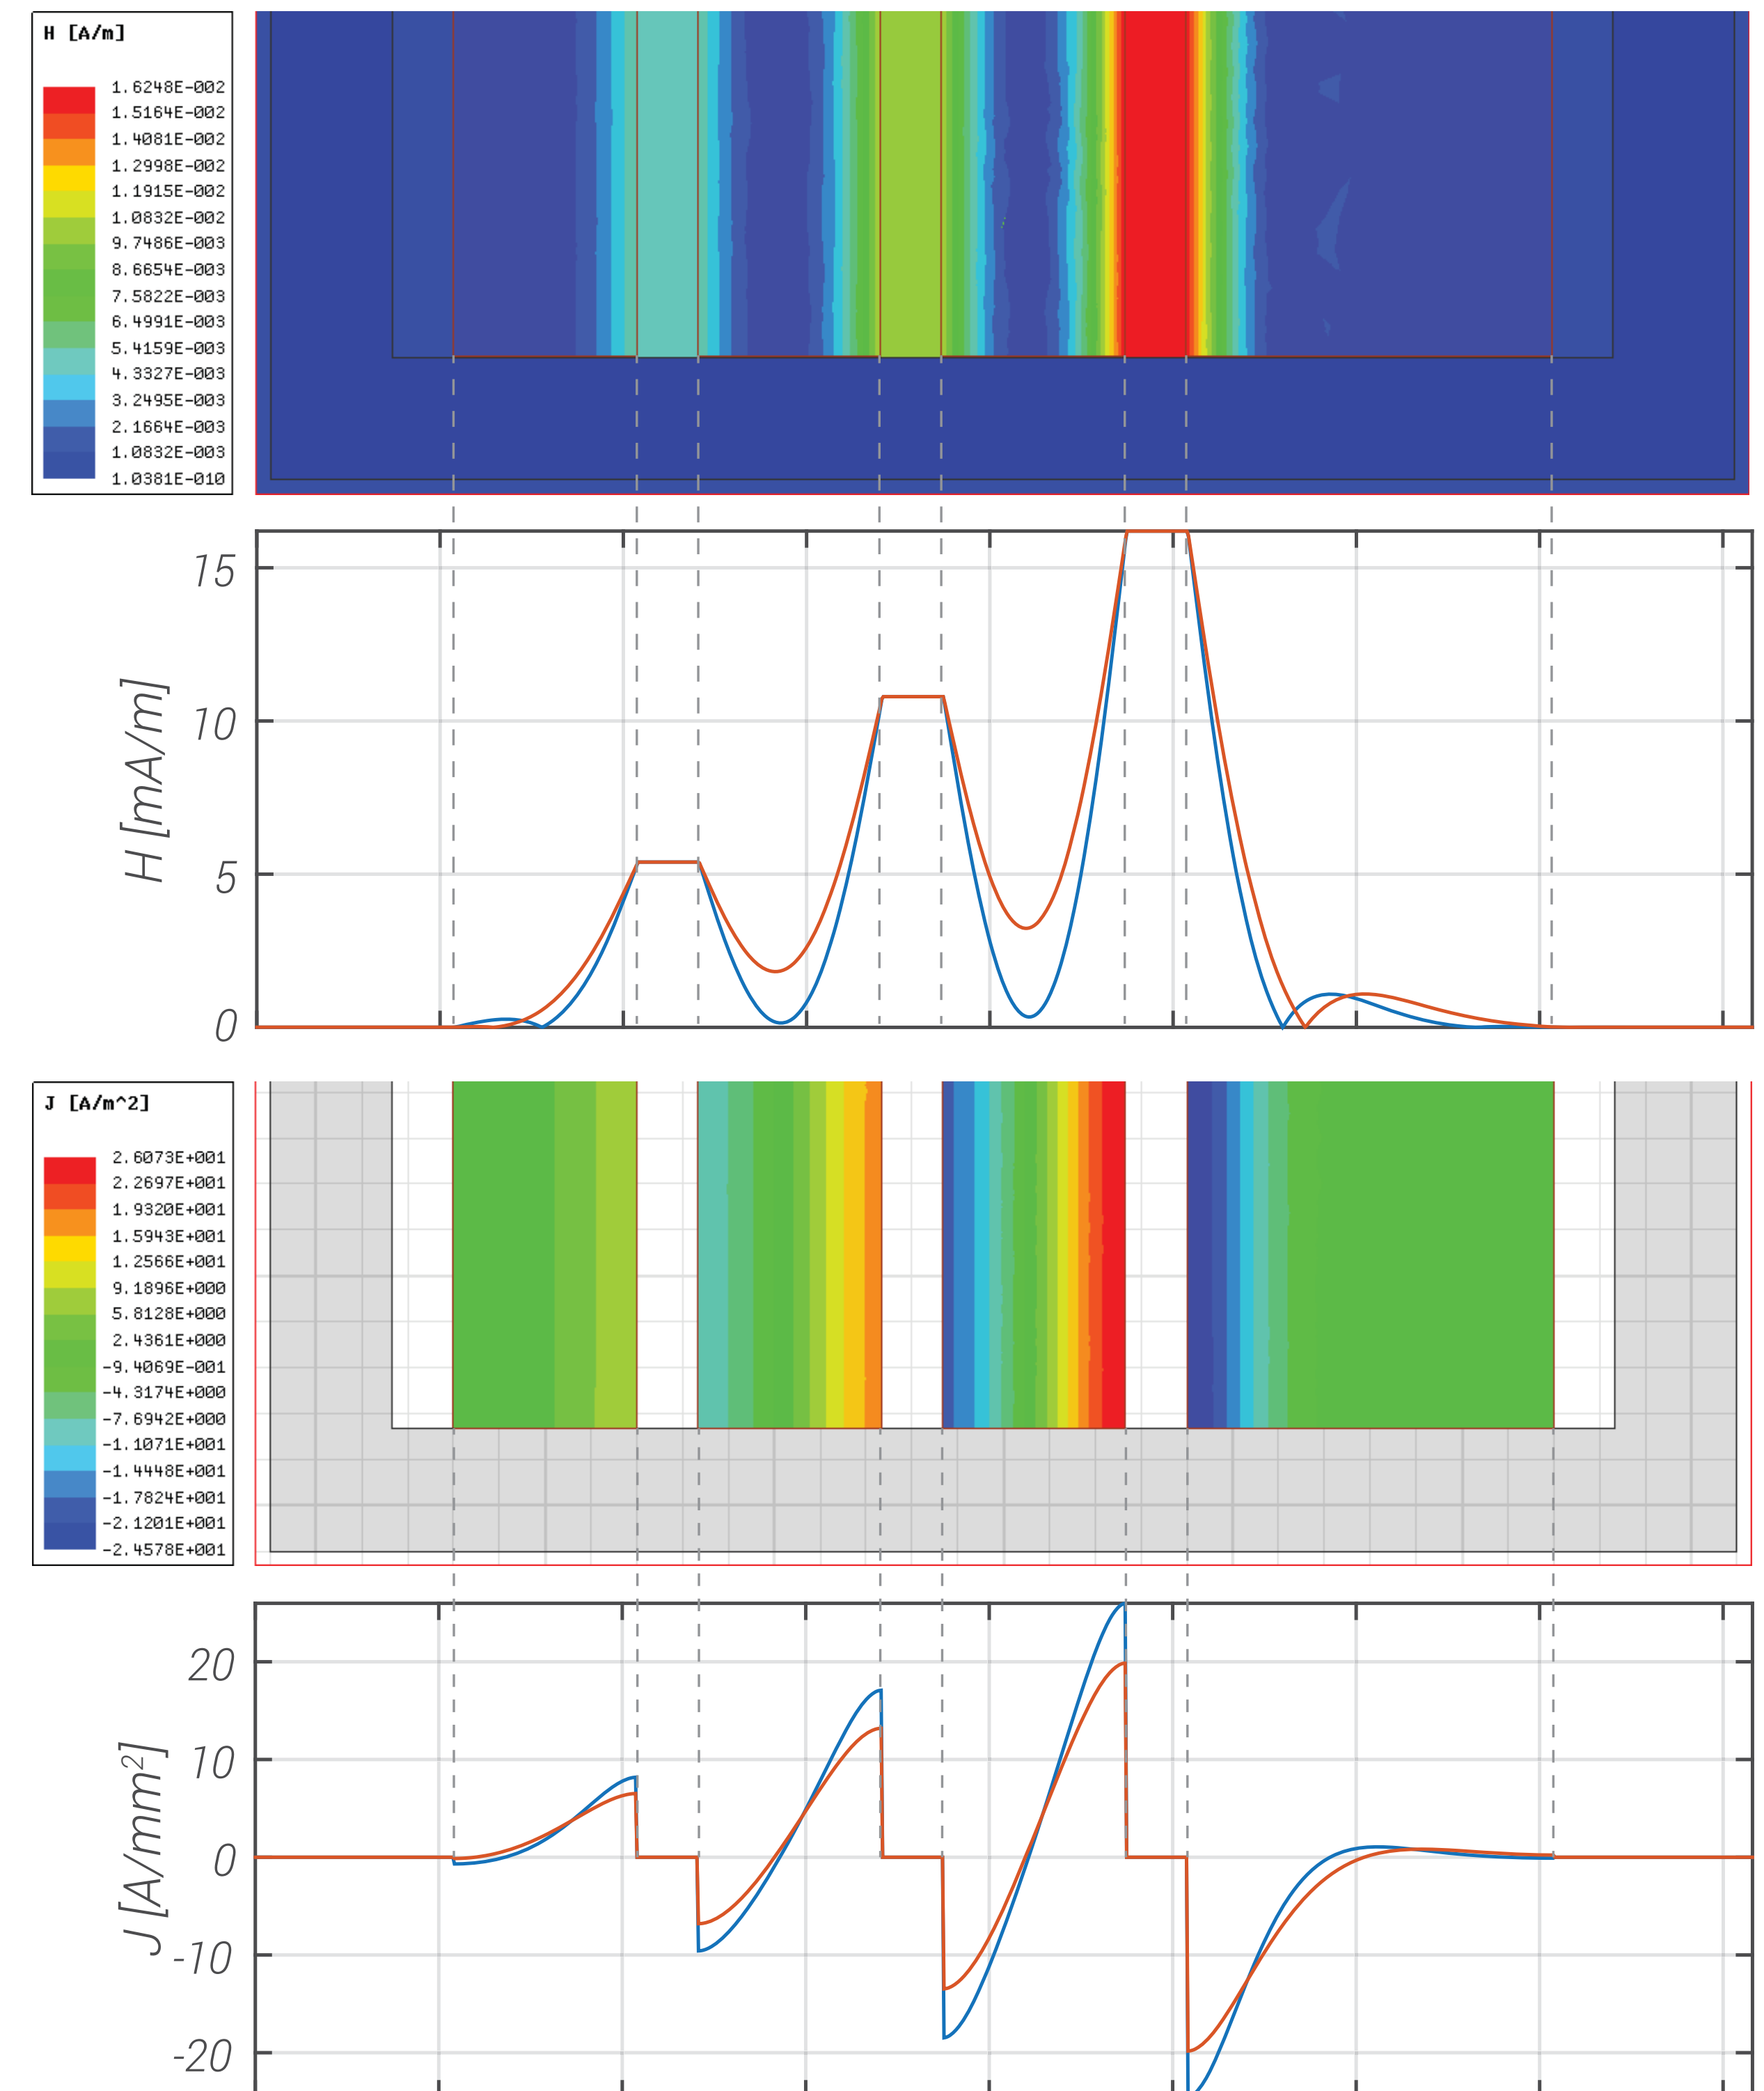 H [A/m]
1.6248E-002
1.5164E-002
1.4081E-002
1.2998E-002
1.1915E-002
1.0832E-002
9.7486E-003
8.6654E-003
7.5822E-003
6.4991E-003
5.4159E-003
4.3327E-003
3.2495E-003
2.1664E-003
1.0832E-003
1.0381E-010
H [mA/m]
15
10
5
0
J [A/m^2]
2.6073E+001
2.2697E+001
1.9320E+001
1.5943E+001
1.2566E+001
9.1896E+000
5.8128E+000
2.4361E+000
-9.4069E-001
-4.3174E+000
-7.6942E+000
-1.1071E+001
-1.4448E+001
-1.7824E+001
-2.1201E+001
-2.4578E+001
J [A/mm²]
20
10
0
-10
-20